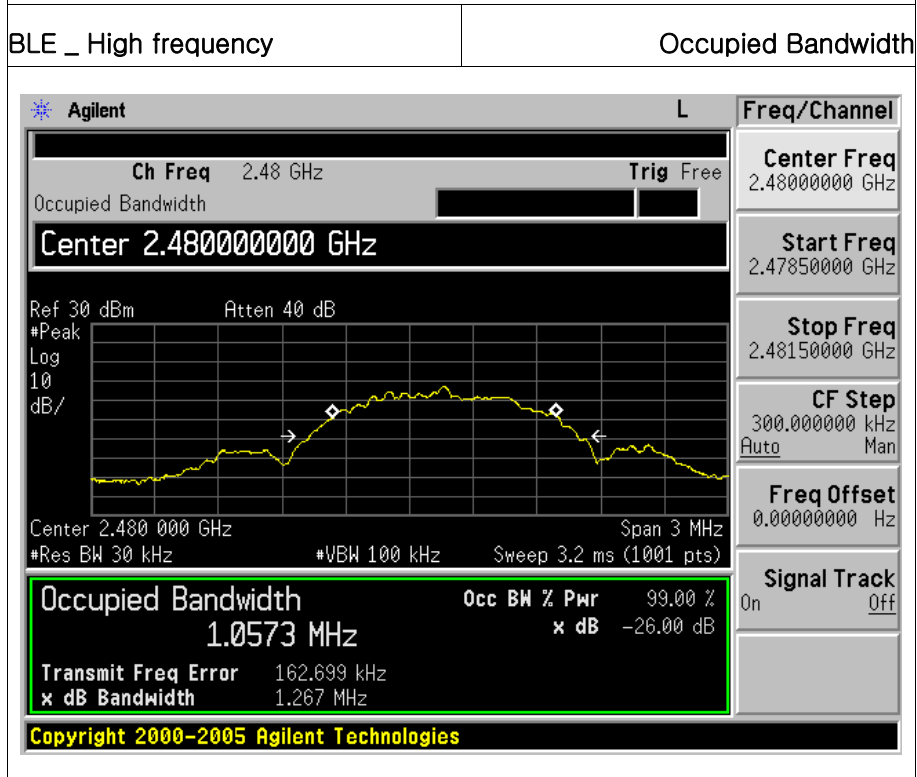 BLE _ High frequency
Occupied Bandwidth
Agilent
L
Freq/Channel
Ch Freq 2.48 GHz
Trig Free
Occupied Bandwidth
Center 2.480000000 GHz
Center Freq
2.48000000 GHz
Start Freq
2.47850000 GHz
Stop Freq
2.48150000 GHz
CF Step
300.000000 kHz
Auto Man
Freq Offset
0.00000000 Hz
Signal Track
On Off
Ref 30 dBm
Atten 40 dB
#Peak
Log
10
dB/
Center 2.480 000 GHz
Span 3 MHz
#Res BW 30 kHz
#VBW 100 kHz
Sweep 3.2 ms (1001 pts)
Occupied Bandwidth
1.0573 MHz
Occ BW % Pwr 99.00 %
x dB -26.00 dB
Transmit Freq Error 162.699 kHz
x dB Bandwidth 1.267 MHz
Copyright 2000-2005 Agilent Technologies